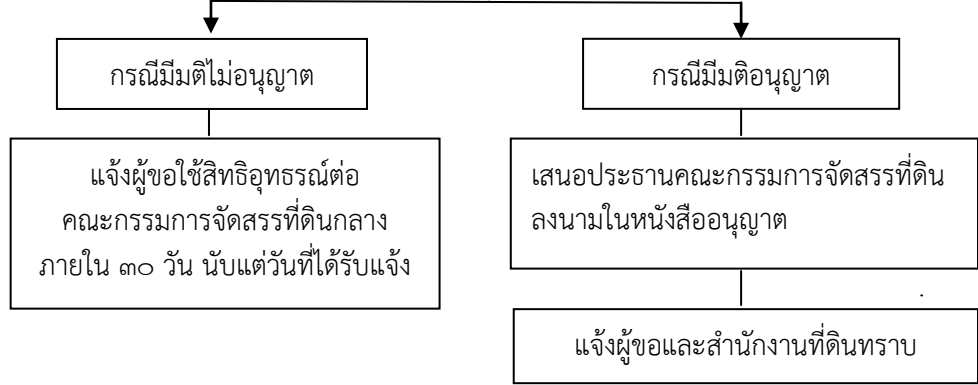 กรณีมีมติไม่อนุญาต
แจ้งผู้ขอใช้สิทธิอุทธรณ์ต่อ
คณะกรรมการจัดสรรที่ดินกลาง
ภายใน ๓๐ วัน นับแต่วันที่ได้รับแจ้ง
กรณีมีมติอนุญาต
เสนอประธานคณะกรรมการจัดสรรที่ดิน
ลงนามในหนังสืออนุญาต
แจ้งผู้ขอและสำนักงานที่ดินทราบ